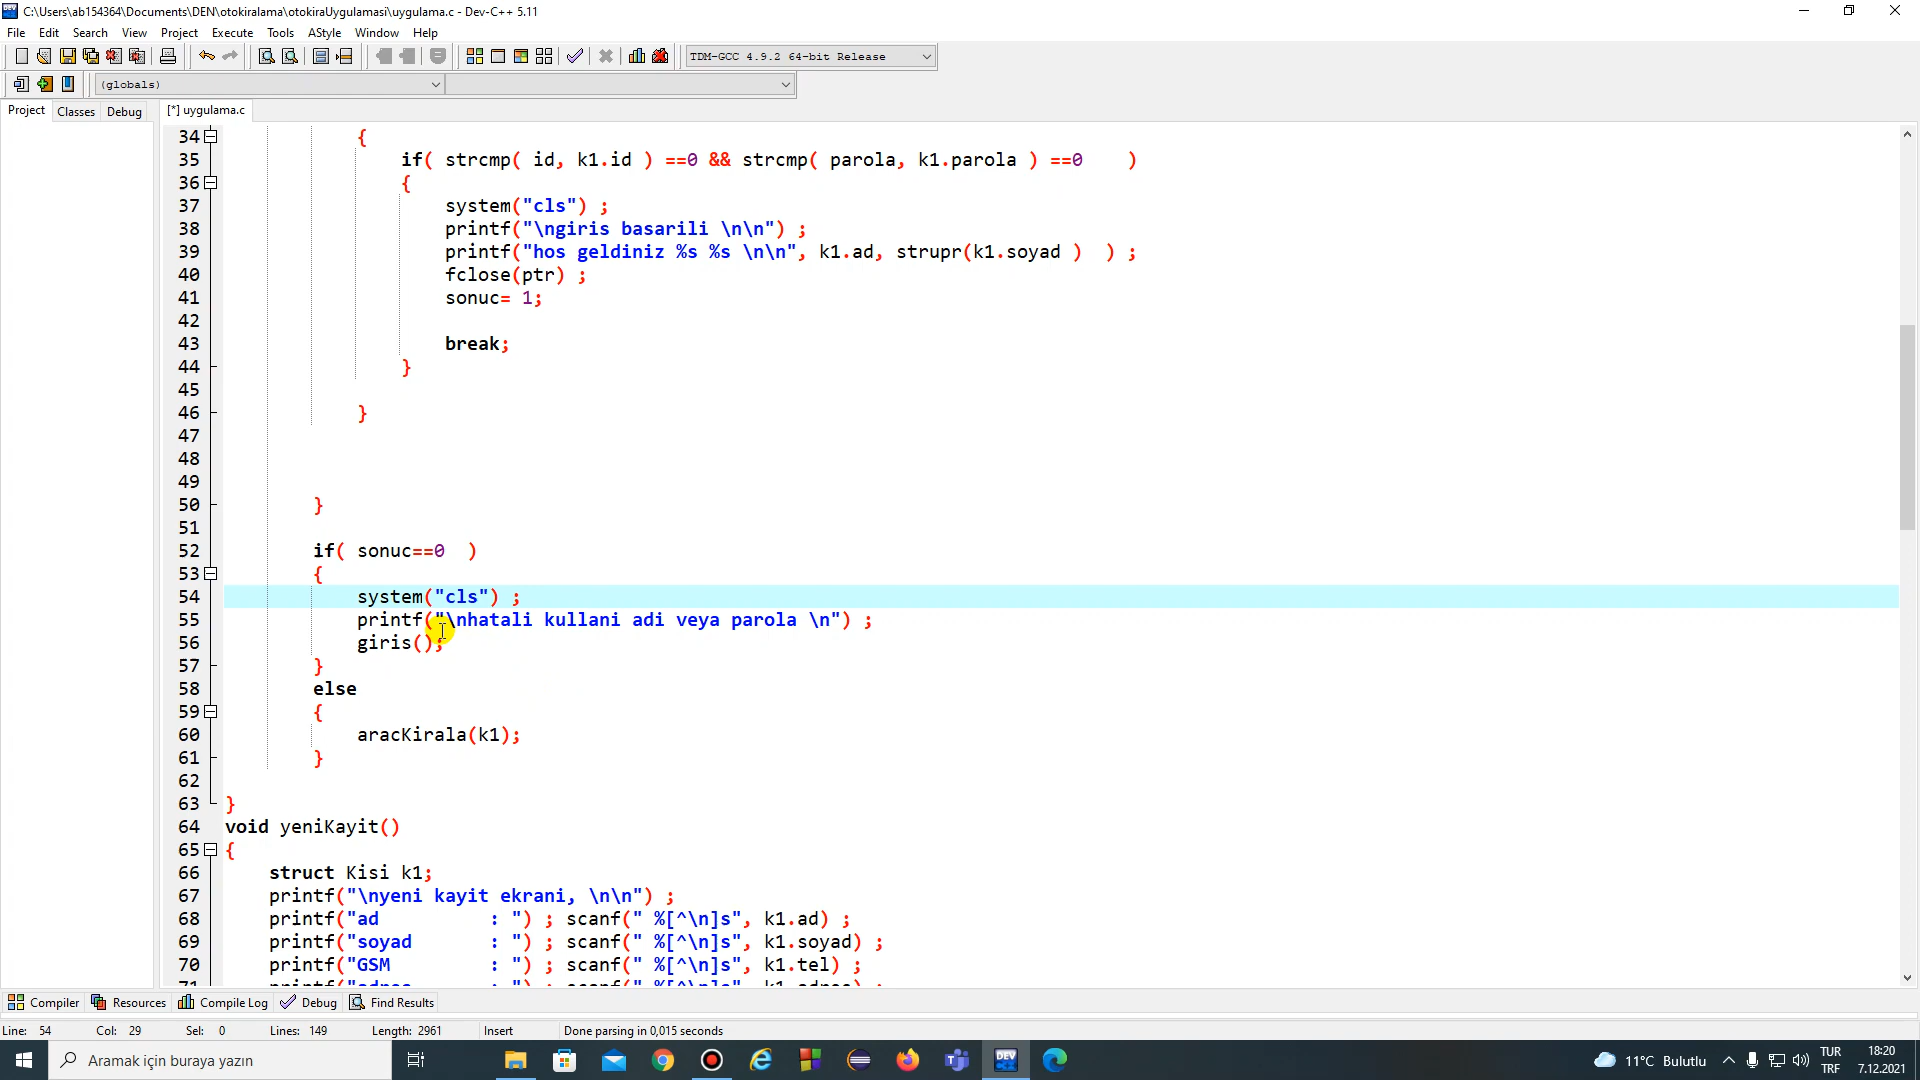 C:\Users\ab154364\Documents\DEN\otokiralama\otokiraUygulamasi\uygulama.c - Dev-C++ 5.11
File Edit Search View Project Execute Tools AStyle Window Help
TDM-GCC 4.9.2 64-bit Release
(globals)
Project Classes Debug [*] uygulama.c
34 {
35 if( strcmp( id, k1.id ) ==0 && strcmp( parola, k1.parola ) ==0 )
36 {
37 system("cls") ;
38 printf("\ngiris basarili \n\n") ;
39 printf("hos geldiniz %s %s \n\n", k1.ad, strupr(k1.soyad ) ) ;
40 fclose(ptr) ;
41 sonuc= 1;
42
43 break;
44 }
45
46 }
47
48
49
50 }
51
52 if( sonuc==0 )
53 {
54 system("cls") ;
55 printf("\nhatali kullani adi veya parola \n") ;
56 giris();
57 }
58 else
59 {
60 aracKirala(k1);
61 }
62
63 }
64 void yeniKayit()
65 {
66 struct Kisi k1;
67 printf("\nyeni kayit ekrani, \n\n") ;
68 printf("ad : ") ; scanf(" %[^\n]s", k1.ad) ;
69 printf("soyad : ") ; scanf(" %[^\n]s", k1.soyad) ;
70 printf("GSM : ") ; scanf(" %[^\n]s", k1.tel) ;
Compiler Resources Compile Log Debug Find Results
Line: 54 Col: 29 Sel: 0 Lines: 149 Length: 2961 Insert Done parsing in 0,015 seconds
Aramak için buraya yazın
11°C Bulutlu
TUR
TRF
18:20
7.12.2021